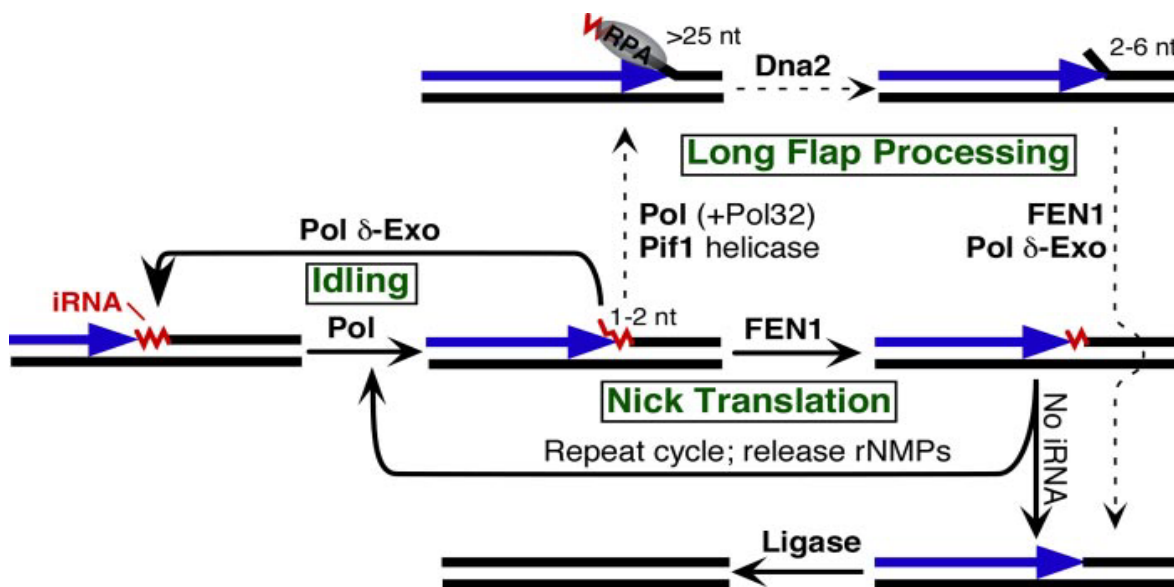 RPA
>25 nt
Dna2
2-6 nt
Long Flap Processing
Pol (+Pol32)
Pif1 helicase
FEN1
Pol δ-Exo
Pol δ-Exo
Idling
iRNA
Pol
1-2 nt
FEN1
Nick Translation
Repeat cycle; release rNMPs
No iRNA
Ligase